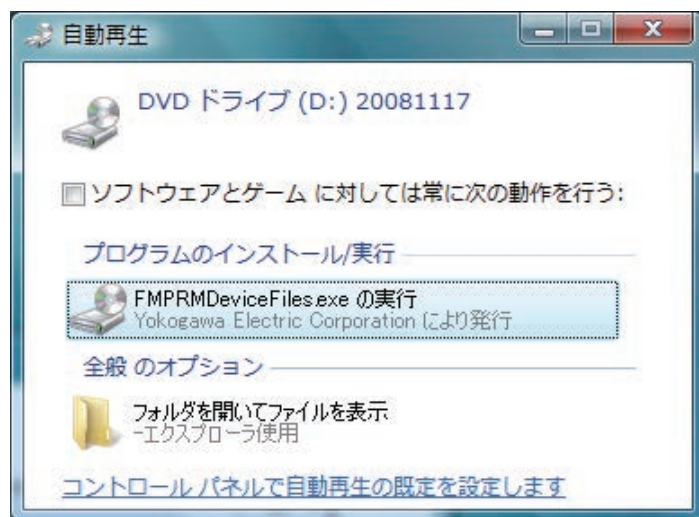 自動再生
DVD ドライブ (D:) 20081117
ソフトウェアとゲーム に対しては常に次の動作を行う:
プログラムのインストール/実行
FMPRMDeviceFiles.exe の実行
Yokogawa Electric Corporation により発行
全般 のオプション
フォルダを開いてファイルを表示
-エクスプローラ使用
コントロール パネルで自動再生の既定を設定します